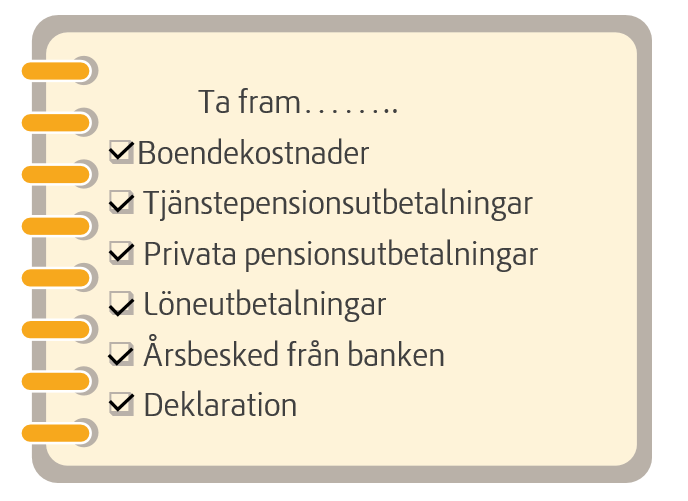 Ta fram……..
Boendekostnader
Tjänstepensionsutbetalningar
Privata pensionsutbetalningar
Löneutbetalningar
Årsbesked från banken
Deklaration